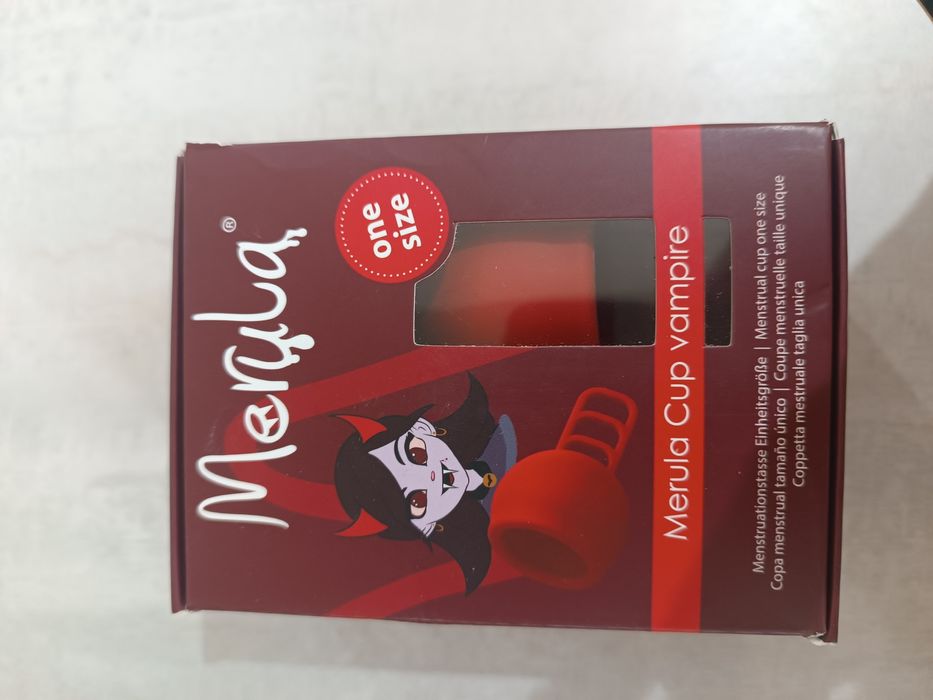 Merula®
one
size
Merula Cup vampire
Menstruationstasse Einheitsgröße | Menstrual cup one size
Copa menstrual tamaño único | Coupe menstruelle taille unique
Coppetta mestruale taglia unica